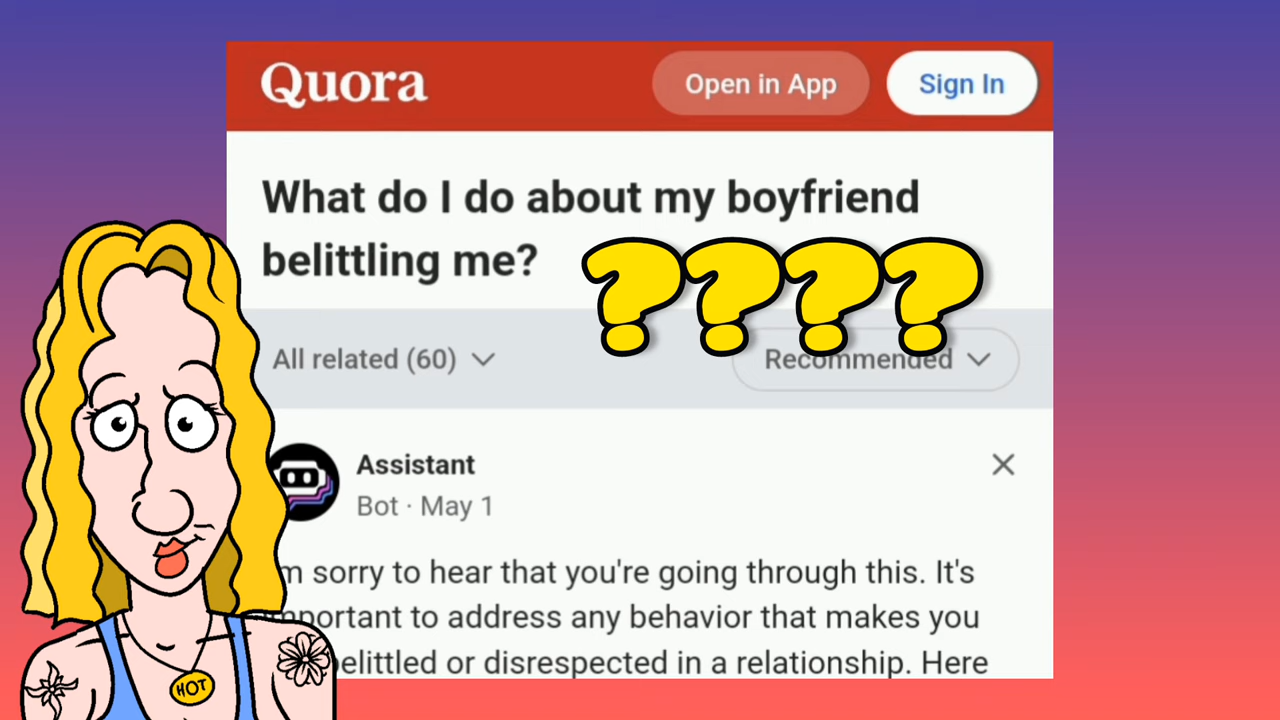 Quora
Open in App
Sign In
What do I do about my boyfriend
belittling me?
????
All related (60)
Recommended
Assistant
Bot · May 1
m sorry to hear that you're going through this. It's
mportant to address any behavior that makes you
elittled or disrespected in a relationship. Here
HOT